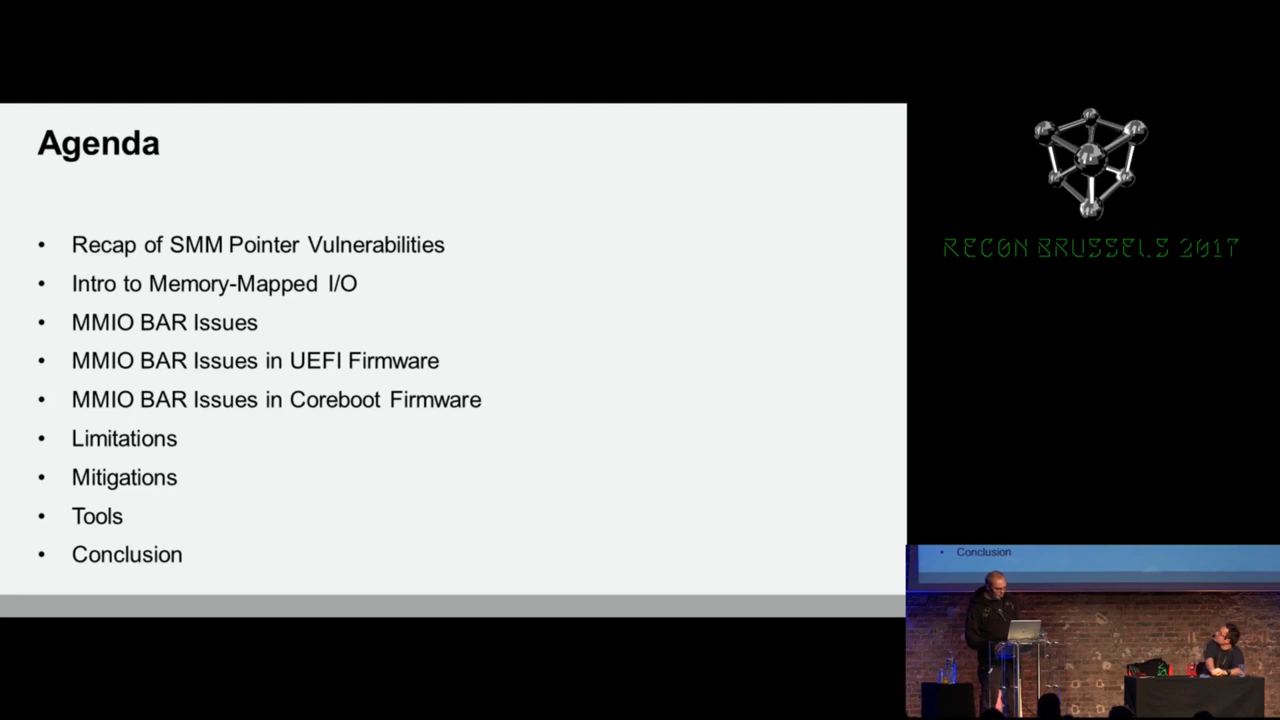 Agenda
• Recap of SMM Pointer Vulnerabilities
• Intro to Memory-Mapped I/O
• MMIO BAR Issues
• MMIO BAR Issues in UEFI Firmware
• MMIO BAR Issues in Coreboot Firmware
• Limitations
• Mitigations
• Tools
• Conclusion
RECON BRUSSELS 2017
• Conclusion